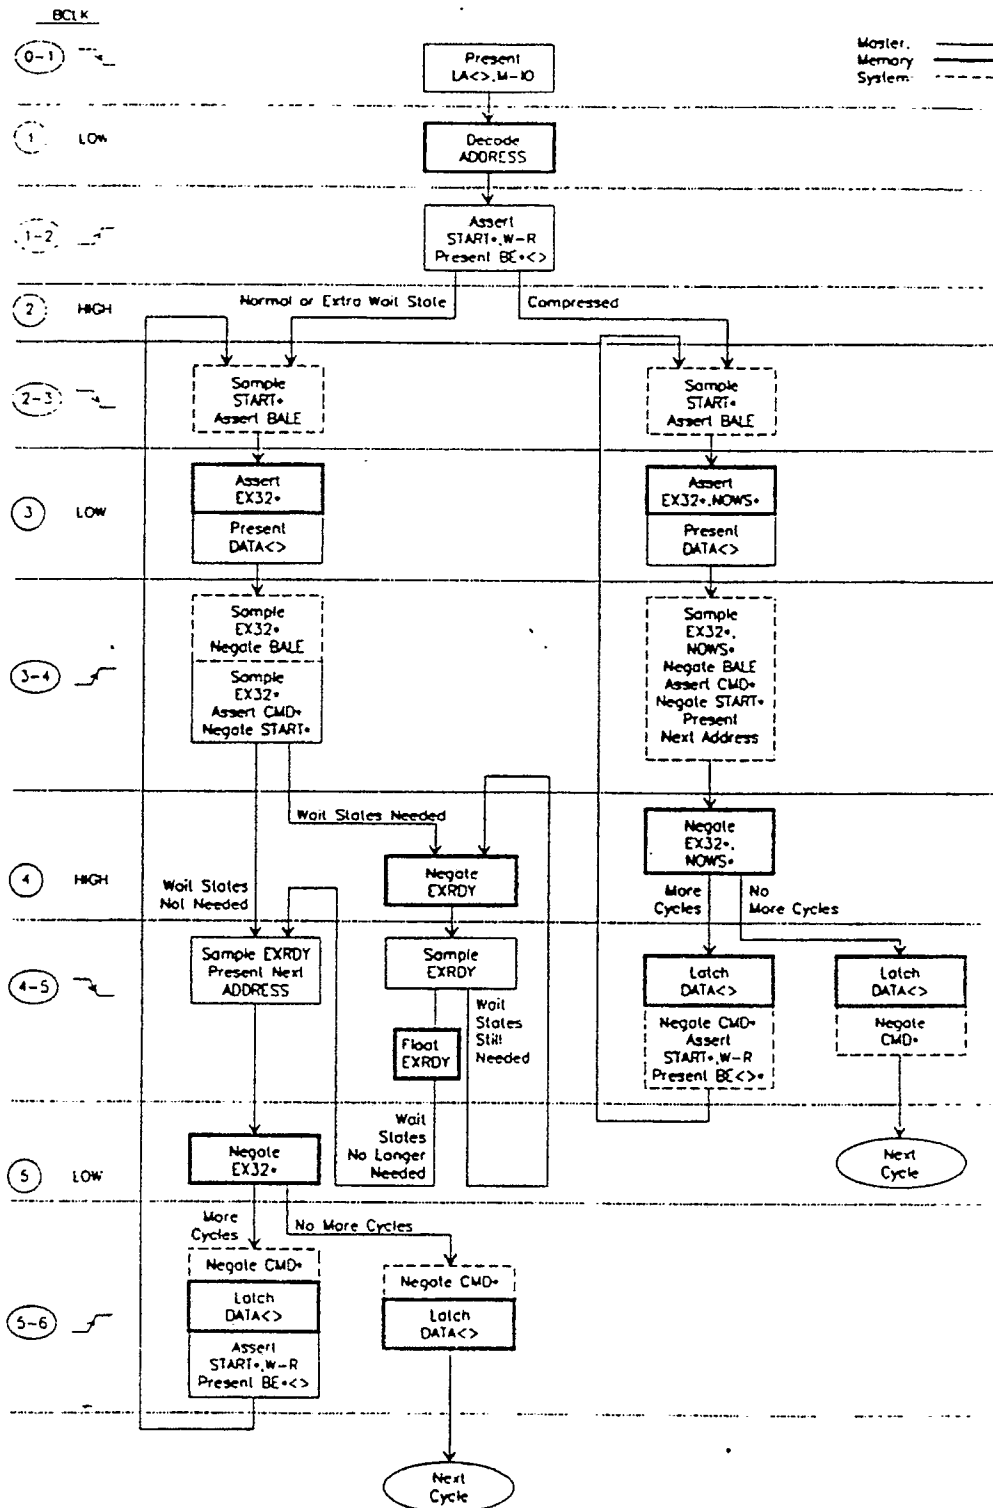 BCLK
0-1
Present
LA<>,M-IO
Master,
Memory
System
1
LOW
Decode
ADDRESS
1-2
Assert
START*,W-R
Present BE*<>
2
HIGH
Normal or Extra Wait State
Compressed
2-3
Sample
START*
Assert BALE
Sample
START*
Assert BALE
3
LOW
Assert
EX32*
Present
DATA<>
Assert
EX32*,NOWS*
Present
DATA<>
3-4
Sample
EX32*
Negate BALE
Sample
EX32*
Assert CMD*
Negate START*
Sample
EX32*,
NOWS*
Negate BALE
Assert CMD*
Negate START*
Present
Next Address
Wait States Needed
4
HIGH
Wait States
Not Needed
Negate
EXRDY
Negate
EX32*,
NOWS*
More
Cycles
No
More Cycles
4-5
Sample EXRDY
Present Next
ADDRESS
Sample
EXRDY
Float
EXRDY
Wait
States
Still
Needed
Latch
DATA<>
Negate CMD*
Assert
START*,W-R
Present BE<>*
Latch
DATA<>
Negate
CMD*
5
LOW
Negate
EX32*
Wait
States
No Longer
Needed
Next
Cycle
More
Cycles
No More Cycles
5-6
Negate CMD*
Latch
DATA<>
Assert
START*,W-R
Present BE*<>
Negate CMD*
Latch
DATA<>
Next
Cycle